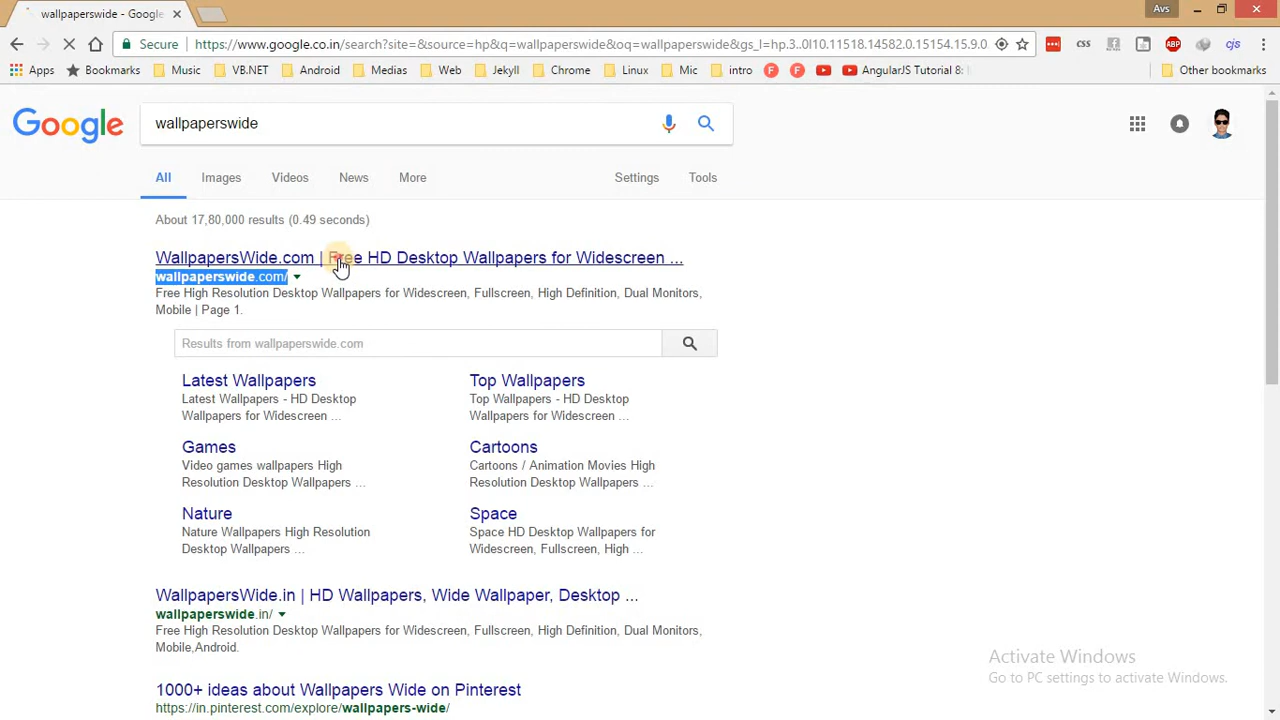 wallpaperswide - Google
Avs
Secure https://www.google.co.in/search?site=&source=hp&q=wallpaperswide&oq=wallpaperswide&gs_l=hp.3..0l10.11518.14582.0.15154.15.9.0
css
ABP
cjs
Apps Bookmarks Music VB.NET Android Medias Web Jekyll Chrome Linux Mic intro AngularJS Tutorial 8: Other bookmarks
Google
wallpaperswide
All Images Videos News More Settings Tools
About 17,80,000 results (0.49 seconds)
WallpapersWide.com | Free HD Desktop Wallpapers for Widescreen ...
wallpaperswide.com/
Free High Resolution Desktop Wallpapers for Widescreen, Fullscreen, High Definition, Dual Monitors,
Mobile | Page 1.
Results from wallpaperswide.com
Latest Wallpapers
Latest Wallpapers - HD Desktop
Wallpapers for Widescreen ...
Top Wallpapers
Top Wallpapers - HD Desktop
Wallpapers for Widescreen ...
Games
Video games wallpapers High
Resolution Desktop Wallpapers ...
Cartoons
Cartoons / Animation Movies High
Resolution Desktop Wallpapers ...
Nature
Nature Wallpapers High Resolution
Desktop Wallpapers ...
Space
Space HD Desktop Wallpapers for
Widescreen, Fullscreen, High ...
WallpapersWide.in | HD Wallpapers, Wide Wallpaper, Desktop ...
wallpaperswide.in/
Free High Resolution Desktop Wallpapers for Widescreen, Fullscreen, High Definition, Dual Monitors,
Mobile,Android.
1000+ ideas about Wallpapers Wide on Pinterest
https://in.pinterest.com/explore/wallpapers-wide/
Activate Windows
Go to PC settings to activate Windows.